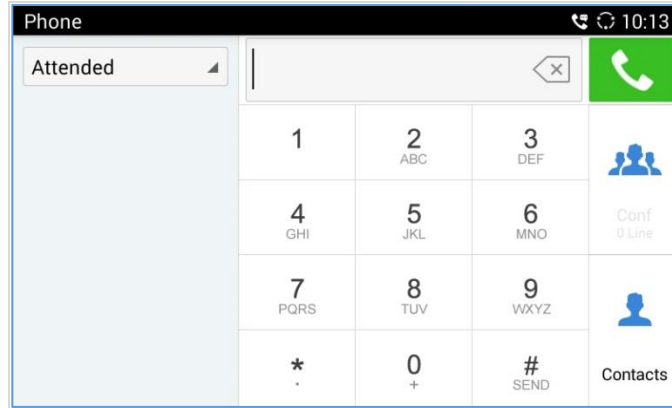 Phone 10:13
Attended
1 2 3
ABC DEF
4 5 6
GHI JKL MNO
Conf
0 Line
7 8 9
PQRS TUV WXYZ
* 0 #
. + SEND
Contacts